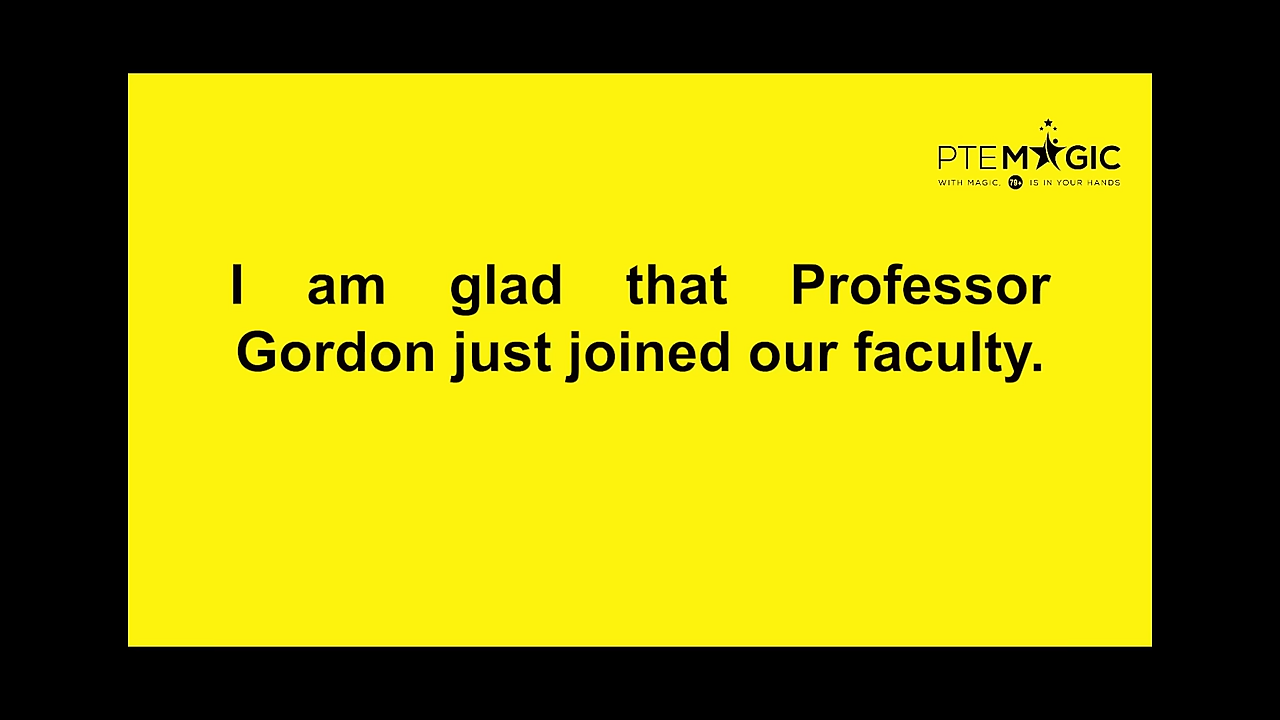 PTEMAGIC
WITH MAGIC, 79+ IS IN YOUR HANDS
I am glad that Professor
Gordon just joined our faculty.